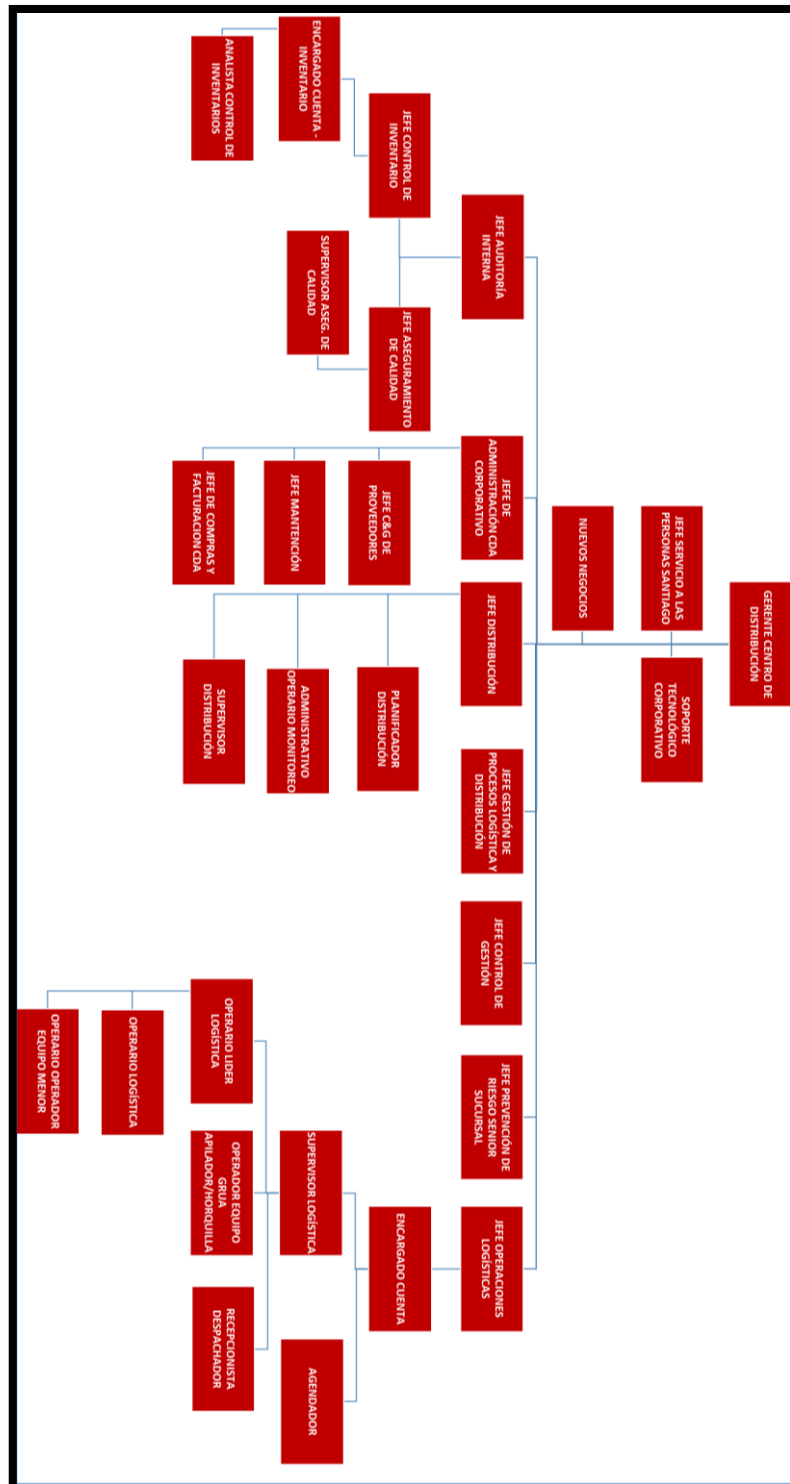 GERENTE CENTRO DE
DISTRIBUCIÓN
JEFE SERVICIO A LAS
PERSONAS SANTIAGO
SOPORTE
TECNOLÓGICO
CORPORATIVO
NUEVOS NEGOCIOS
JEFE AUDITORÍA
INTERNA
JEFE DE
ADMINISTRACIÓN CDA
CORPORATIVO
JEFE DISTRIBUCIÓN
JEFE GESTIÓN DE
PROCESOS LOGÍSTICA Y
DISTRIBUCIÓN
JEFE CONTROL DE
GESTIÓN
JEFE PREVENCIÓN DE
RIESGO SENIOR
SUCURSAL
JEFE OPERACIONES
LOGÍSTICAS
JEFE CONTROL DE
INVENTARIO
JEFE ASEGURAMIENTO
DE CALIDAD
JEFE C&G DE
PROVEEDORES
PLANIFICADOR
DISTRIBUCIÓN
ENCARGADO CUENTA
ENCARGADO CUENTA -
INVENTARIO
SUPERVISOR ASEG. DE
CALIDAD
JEFE MANTENCIÓN
ADMINISTRATIVO
OPERARIO MONITOREO
SUPERVISOR LOGÍSTICA
AGENDADOR
ANALISTA CONTROL DE
INVENTARIOS
JEFE DE COMPRAS Y
FACTURACION CDA
SUPERVISOR
DISTRIBUCIÓN
OPERARIO LIDER
LOGÍSTICA
OPERADOR EQUIPO
GRUA
APILADOR/HORQUILLA
RECEPCIONISTA
DESPACHADOR
OPERARIO LOGÍSTICA
OPERARIO OPERADOR
EQUIPO MENOR